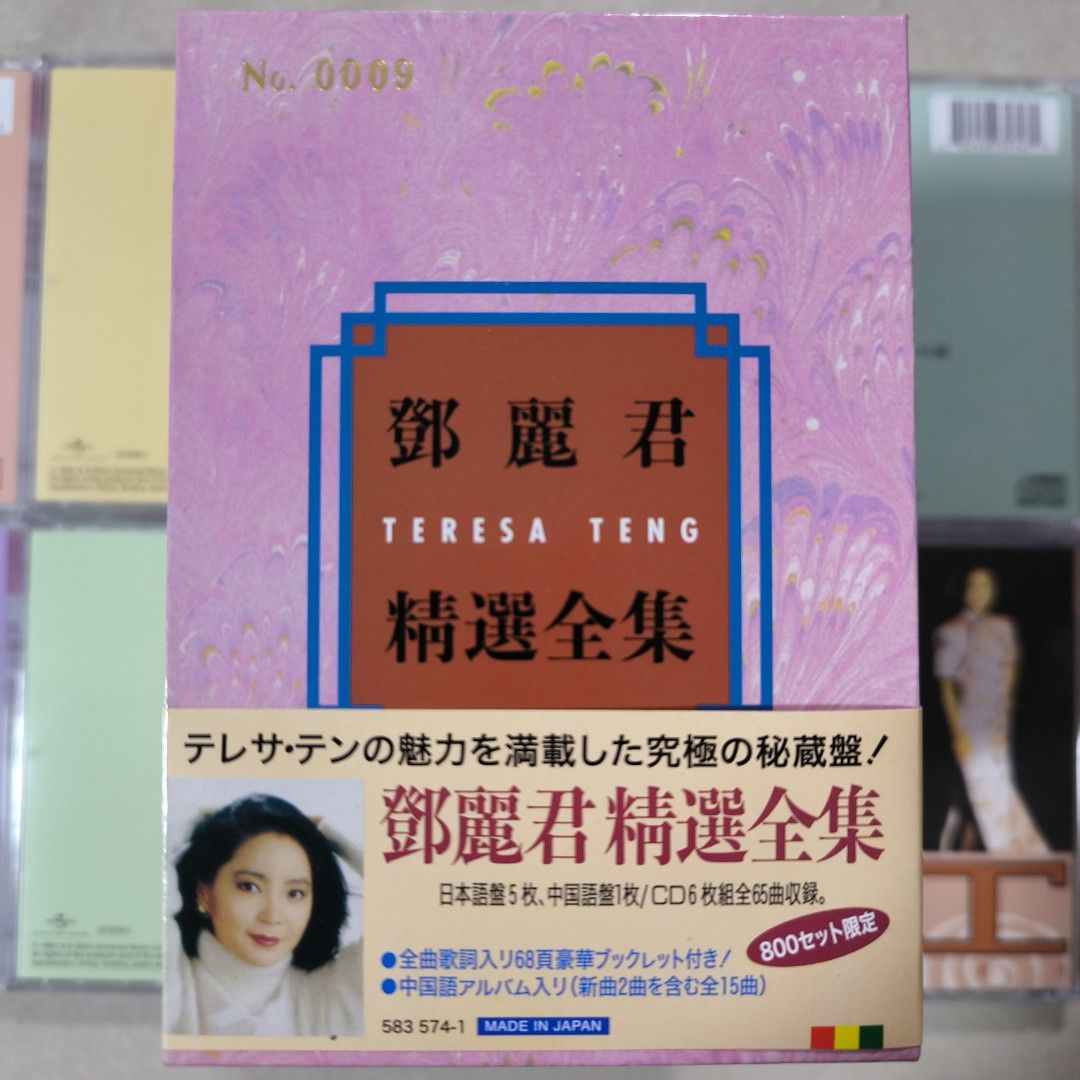 No. 0009
鄧麗君
TERESA TENG
精選全集
テレサ・テンの魅力を満載した究極の秘蔵盤！
鄧麗君 精選全集
日本語盤5枚、中国語盤1枚/CD6枚組全65曲収録。
800セット限定
●全曲歌詞入り68頁豪華ブックレット付き！
●中国語アルバム入り（新曲2曲を含む全15曲）
583 574-1 MADE IN JAPAN
T